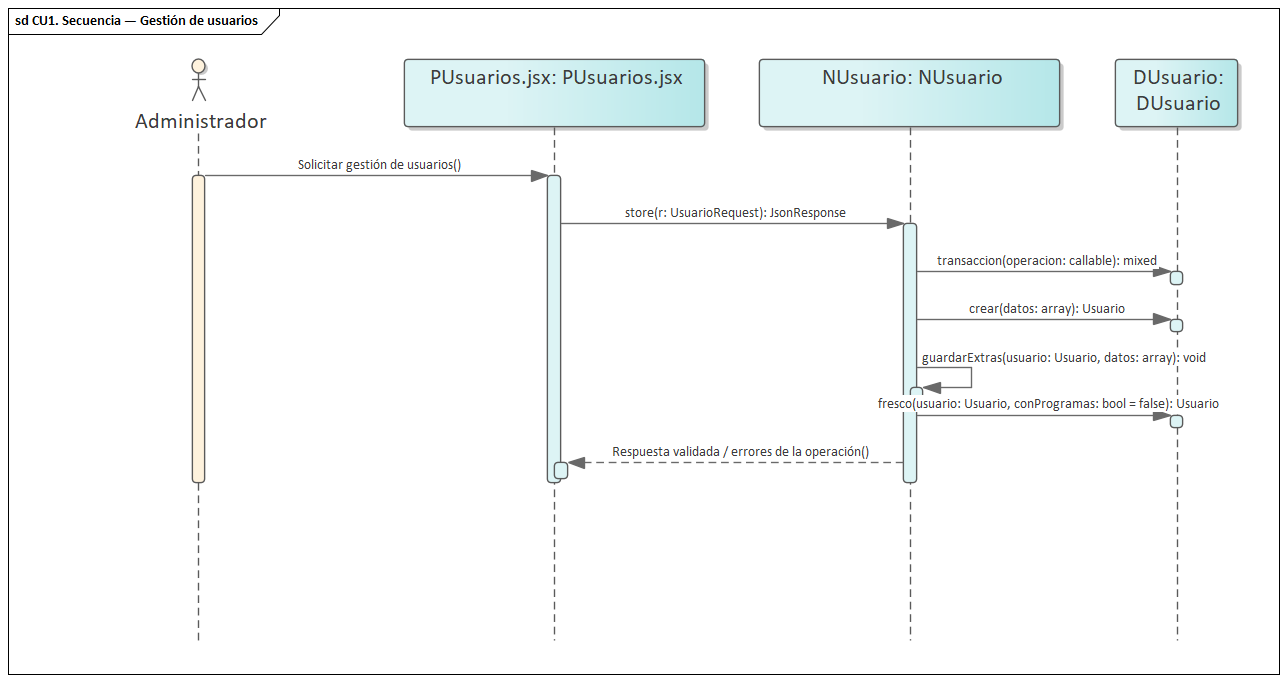 sd CU1. Secuencia — Gestión de usuarios
Administrador
PUsuarios.jsx: PUsuarios.jsx
NUsuario: NUsuario
DUsuario:
DUsuario
Solicitar gestión de usuarios()
store(r: UsuarioRequest): JsonResponse
transaccion(operacion: callable): mixed
crear(datos: array): Usuario
guardarExtras(usuario: Usuario, datos: array): void
fresco(usuario: Usuario, conProgramas: bool = false): Usuario
Respuesta validada / errores de la operación()